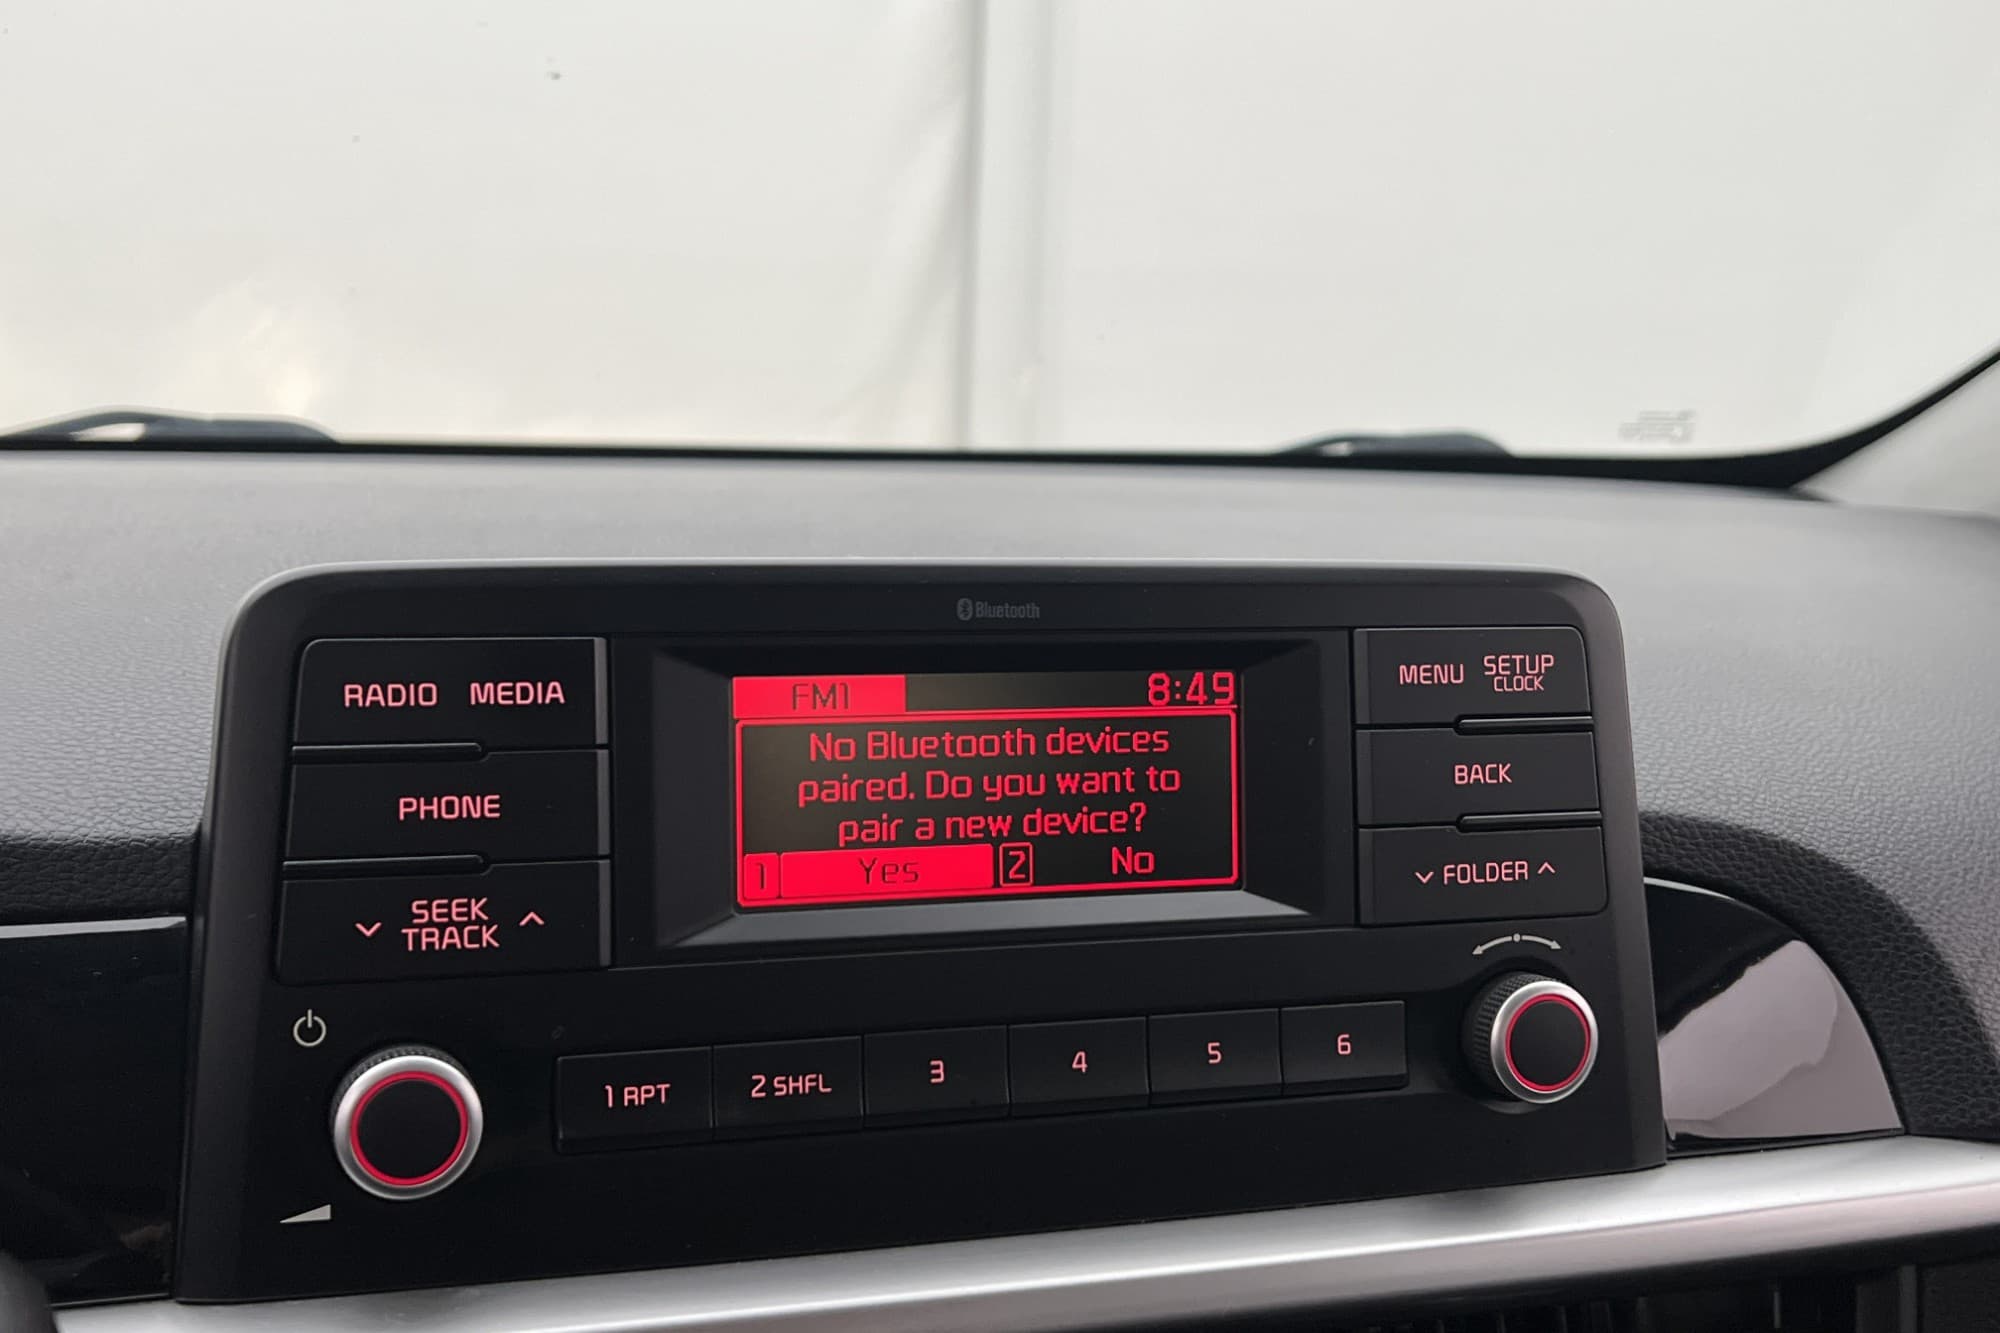 Bluetooth
RADIO MEDIA
PHONE
SEEK
TRACK
FM1 8:49
No Bluetooth devices
paired. Do you want to
pair a new device?
1 Yes 2 No
MENU SETUP
CLOCK
BACK
FOLDER
1 RPT 2 SHFL 3 4 5 6